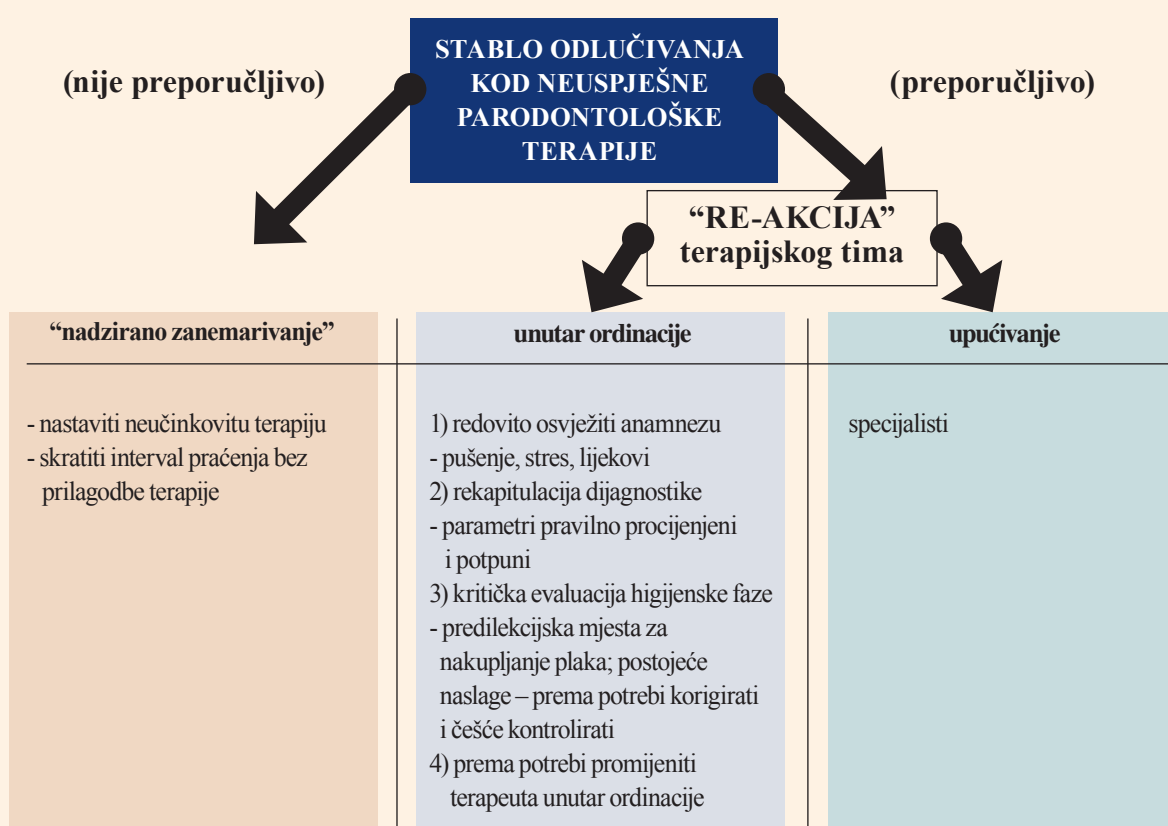 STABLO ODLUČIVANJA
KOD NEUSPJEŠNE
PARODONTOLOŠKE
TERAPIJE
(nije preporučljivo)
(preporučljivo)
“RE-AKCIJA”
terapijskog tima
“nadzirano zanemarivanje”
- nastaviti neučinkovitu terapiju
- skratiti interval praćenja bez
prilagodbe terapije
unutar ordinacije
1) redovito osvježiti anamnezu
- pušenje, stres, lijekovi
2) rekapitulacija dijagnostike
- parametri pravilno procijenjeni
i potpuni
3) kritička evaluacija higijenske faze
- predilekcijska mjesta za
nakupljanje plaka; postojeće
naslage – prema potrebi korigirati
i češće kontrolirati
4) prema potrebi promijeniti
terapeuta unutar ordinacije
upućivanje
specijalisti